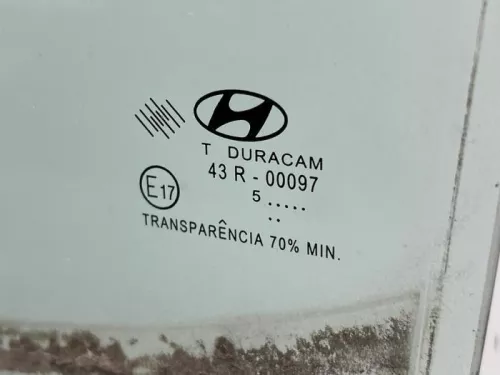 T DURACAM
43 R - 00097
E17
5 .....
..
TRANSPARÊNCIA 70% MIN.